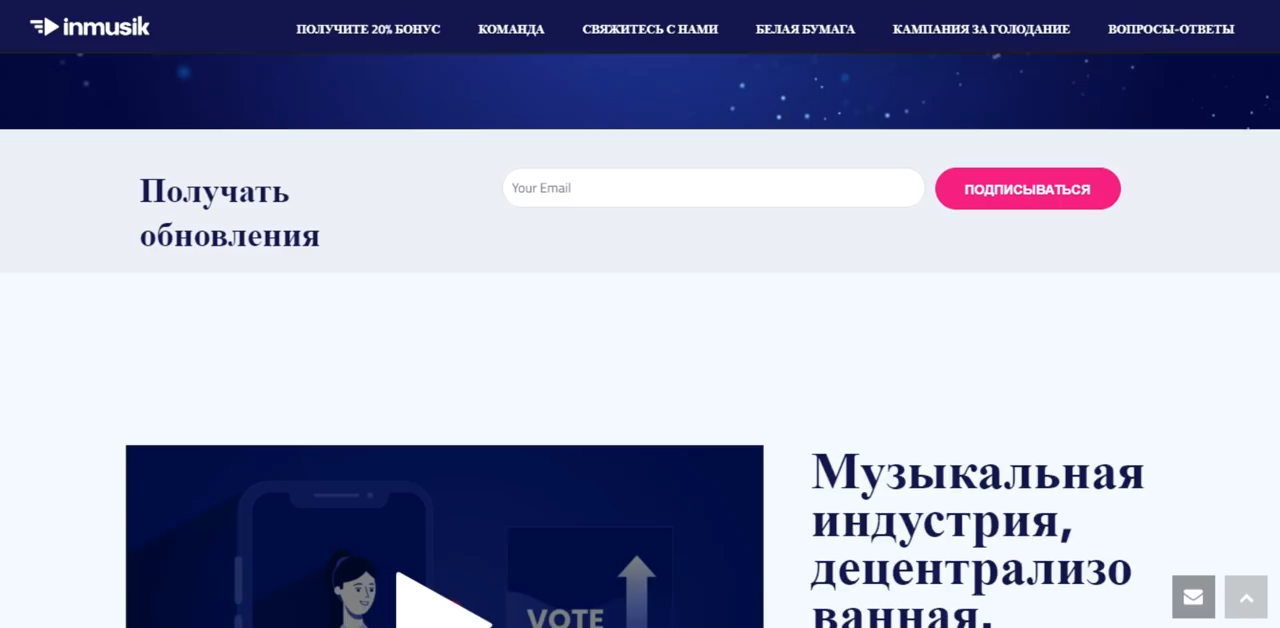 inmusik
ПОЛУЧИТЕ 20% БОНУС
КОМАНДА
СВЯЖИТЕСЬ С НАМИ
БЕЛАЯ БУМАГА
КАМПАНИЯ ЗА ГОЛОДАНИЕ
ВОПРОСЫ-ОТВЕТЫ
Получать
обновления
Your Email
ПОДПИСЫВАТЬСЯ
Музыкальная
индустрия,
децентрализо
ванная.
VOTE